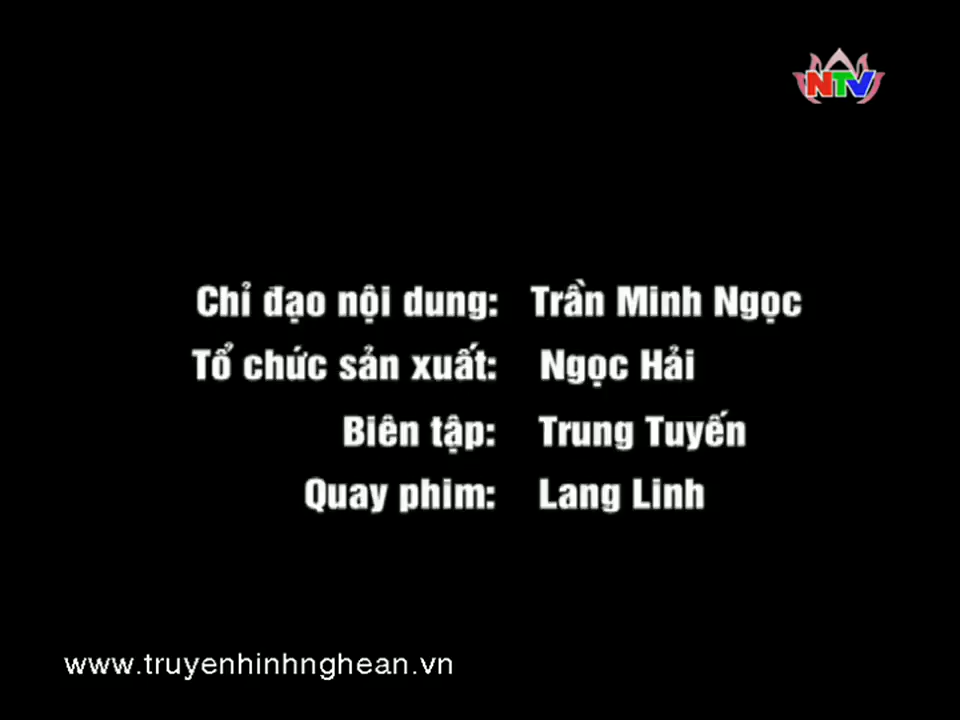 NTV
Chỉ đạo nội dung: Trần Minh Ngọc
Tổ chức sản xuất: Ngọc Hải
Biên tập: Trung Tuyến
Quay phim: Lang Linh
www.truyenhinhnghean.vn